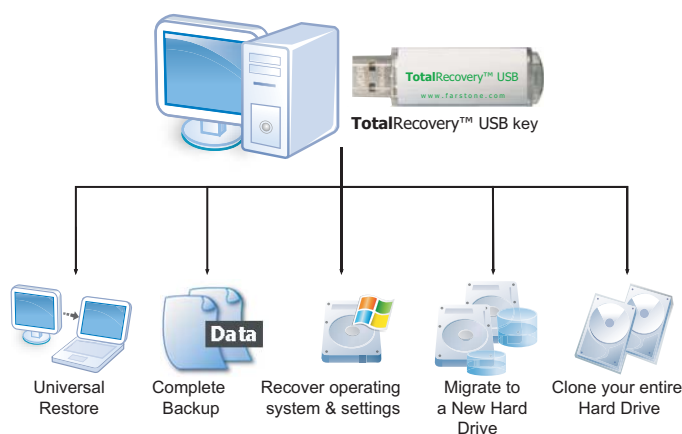 TotalRecovery™ USB
www.farstone.com
TotalRecovery™ USB key
Data
Universal
Restore
Complete
Backup
Recover operating
system & settings
Migrate to
a New Hard
Drive
Clone your entire
Hard Drive